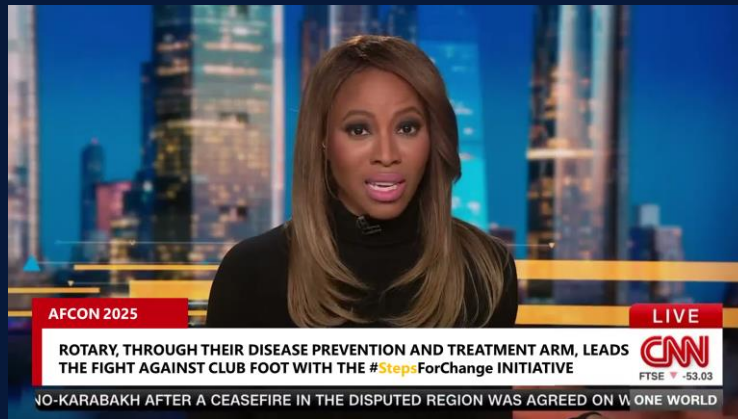 AFCON 2025
LIVE
ROTARY, THROUGH THEIR DISEASE PREVENTION AND TREATMENT ARM, LEADS
THE FIGHT AGAINST CLUB FOOT WITH THE #StepsForChange INITIATIVE
CNN
FTSE ▼ -53.03
NO-KARABAKH AFTER A CEASEFIRE IN THE DISPUTED REGION WAS AGREED ON W
ONE WORLD